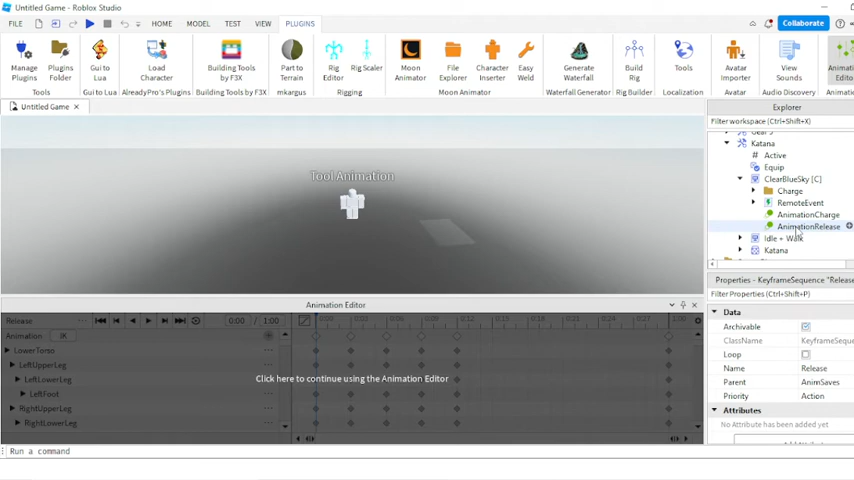 Untitled Game - Roblox Studio
FILE HOME MODEL TEST VIEW PLUGINS Collaborate
Manage Plugins Gui to Load Building Tools Part to Rig Rig Scaler Moon File Character Easy Generate Build Tools Avatar View Animation
Plugins Folder Lua Character by F3X Terrain Editor Animator Explorer Inserter Weld Waterfall Rig Importer Sounds Editor
Tools Gui to Lua AlreadyPro's Plugins Building Tools by F3X mkargus Rigging Moon Animator Waterfall Generator Rig Builder Localization Avatar Audio Discovery
Untitled Game
Explorer
Filter workspace (Ctrl+Shift+X)
Katana
# Active
Equip
ClearBlueSky [C]
Charge
RemoteEvent
AnimationCharge
AnimationRelease
Idle + Walk
Katana
Tool Animation
Properties - KeyframeSequence "Release
Filter Properties (Ctrl+Shift+P)
Data
Archivable
ClassName KeyframeSeque
Loop
Name Release
Parent AnimSaves
Priority Action
Attributes
No Attribute has been added yet
Animation Editor
Release 0:00 / 1:00
Animation IK
LowerTorso
LeftUpperLeg
LeftLowerLeg
LeftFoot
RightUpperLeg
RightLowerLeg
Click here to continue using the Animation Editor
Run a command